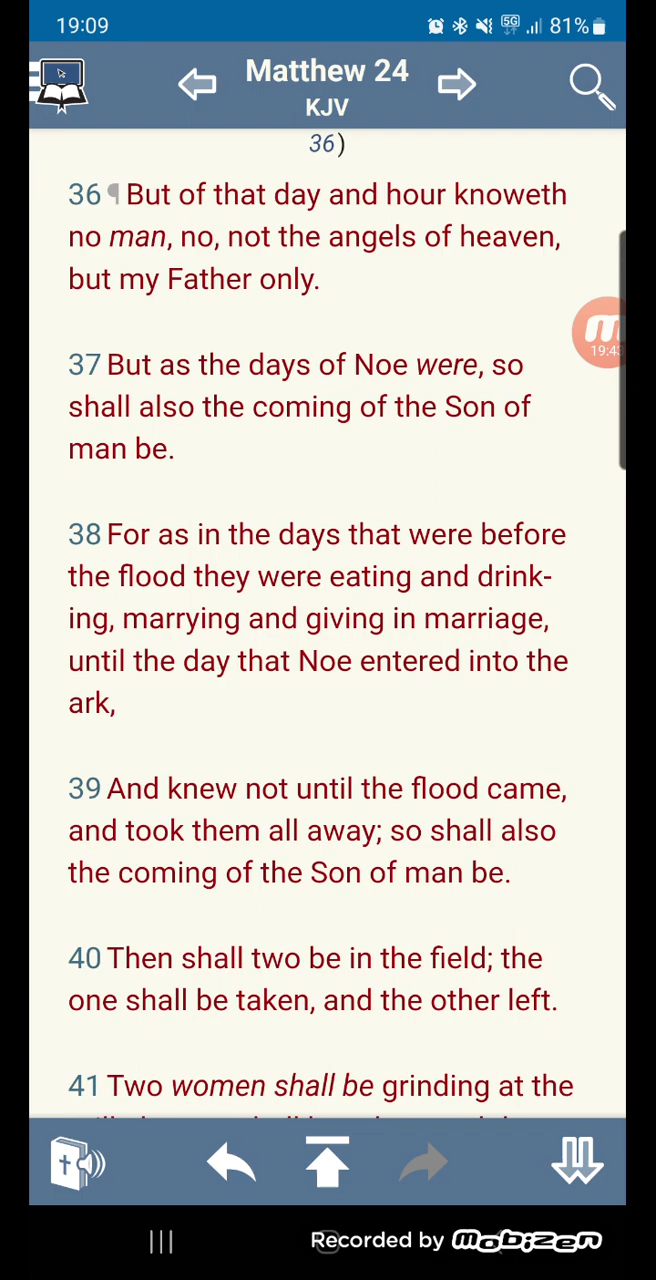 19:09
5G
81%
Matthew 24
KJV
36)
36 ¶ But of that day and hour knoweth
no man, no, not the angels of heaven,
but my Father only.
m
19:43
37 But as the days of Noe were, so
shall also the coming of the Son of
man be.
38 For as in the days that were before
the flood they were eating and drink-
ing, marrying and giving in marriage,
until the day that Noe entered into the
ark,
39 And knew not until the flood came,
and took them all away; so shall also
the coming of the Son of man be.
40 Then shall two be in the field; the
one shall be taken, and the other left.
41 Two women shall be grinding at the
Recorded by mobizen